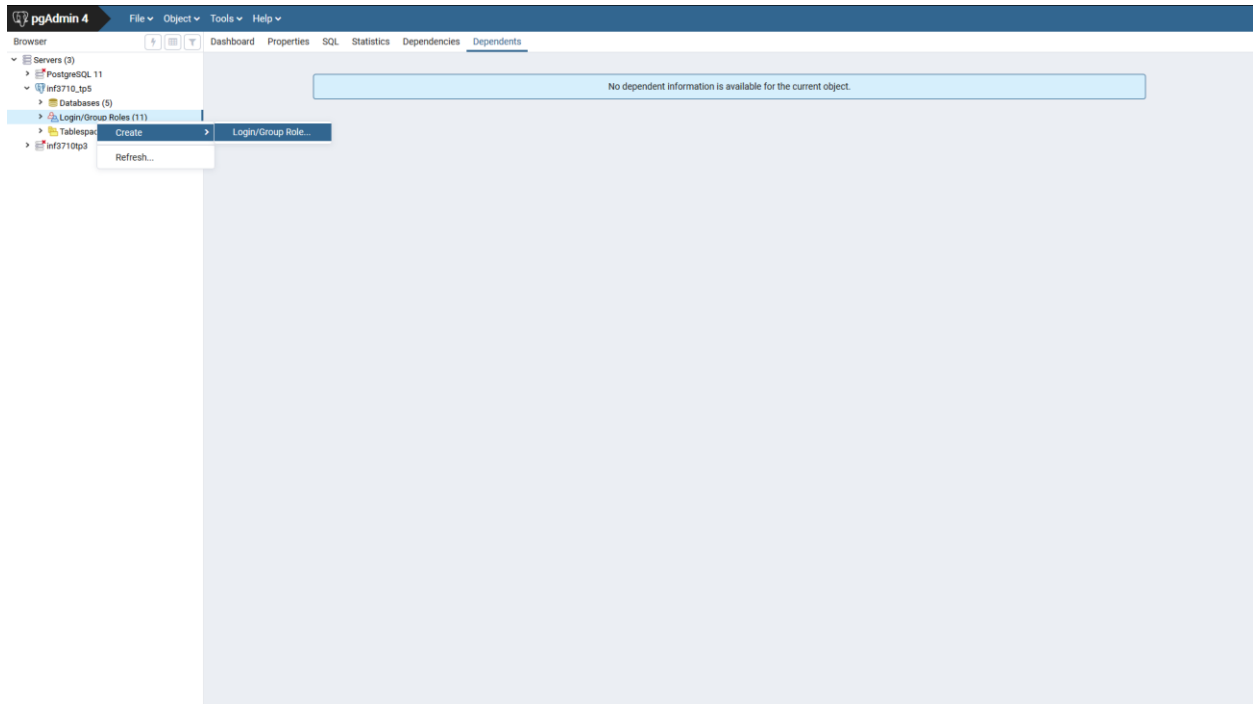 pgAdmin 4 File Object Tools Help
Browser Dashboard Properties SQL Statistics Dependencies Dependents
Servers (3)
PostgreSQL 11
inf3710_tp5
Databases (5)
Login/Group Roles (11)
Tablespac
inf3710tp3
Create Login/Group Role...
Refresh...
No dependent information is available for the current object.